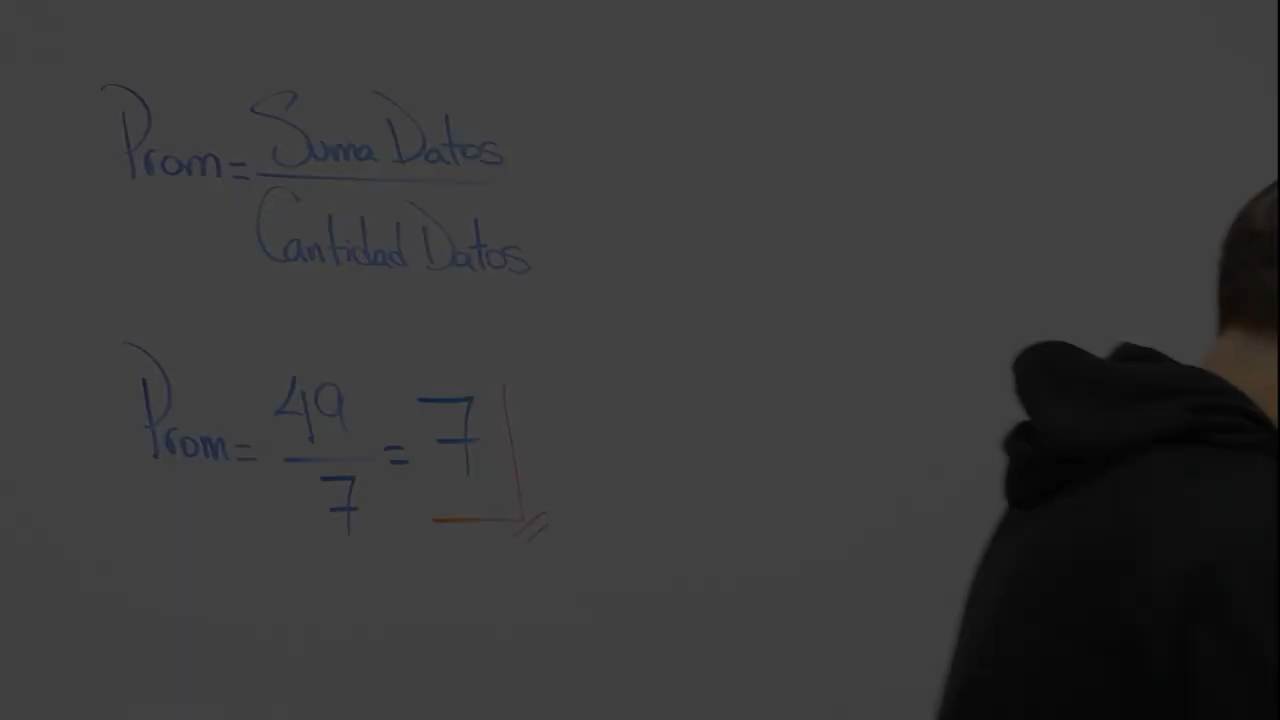 Prom = Suma Datos / Cantidad Datos
Prom = 49 / 7 = 7